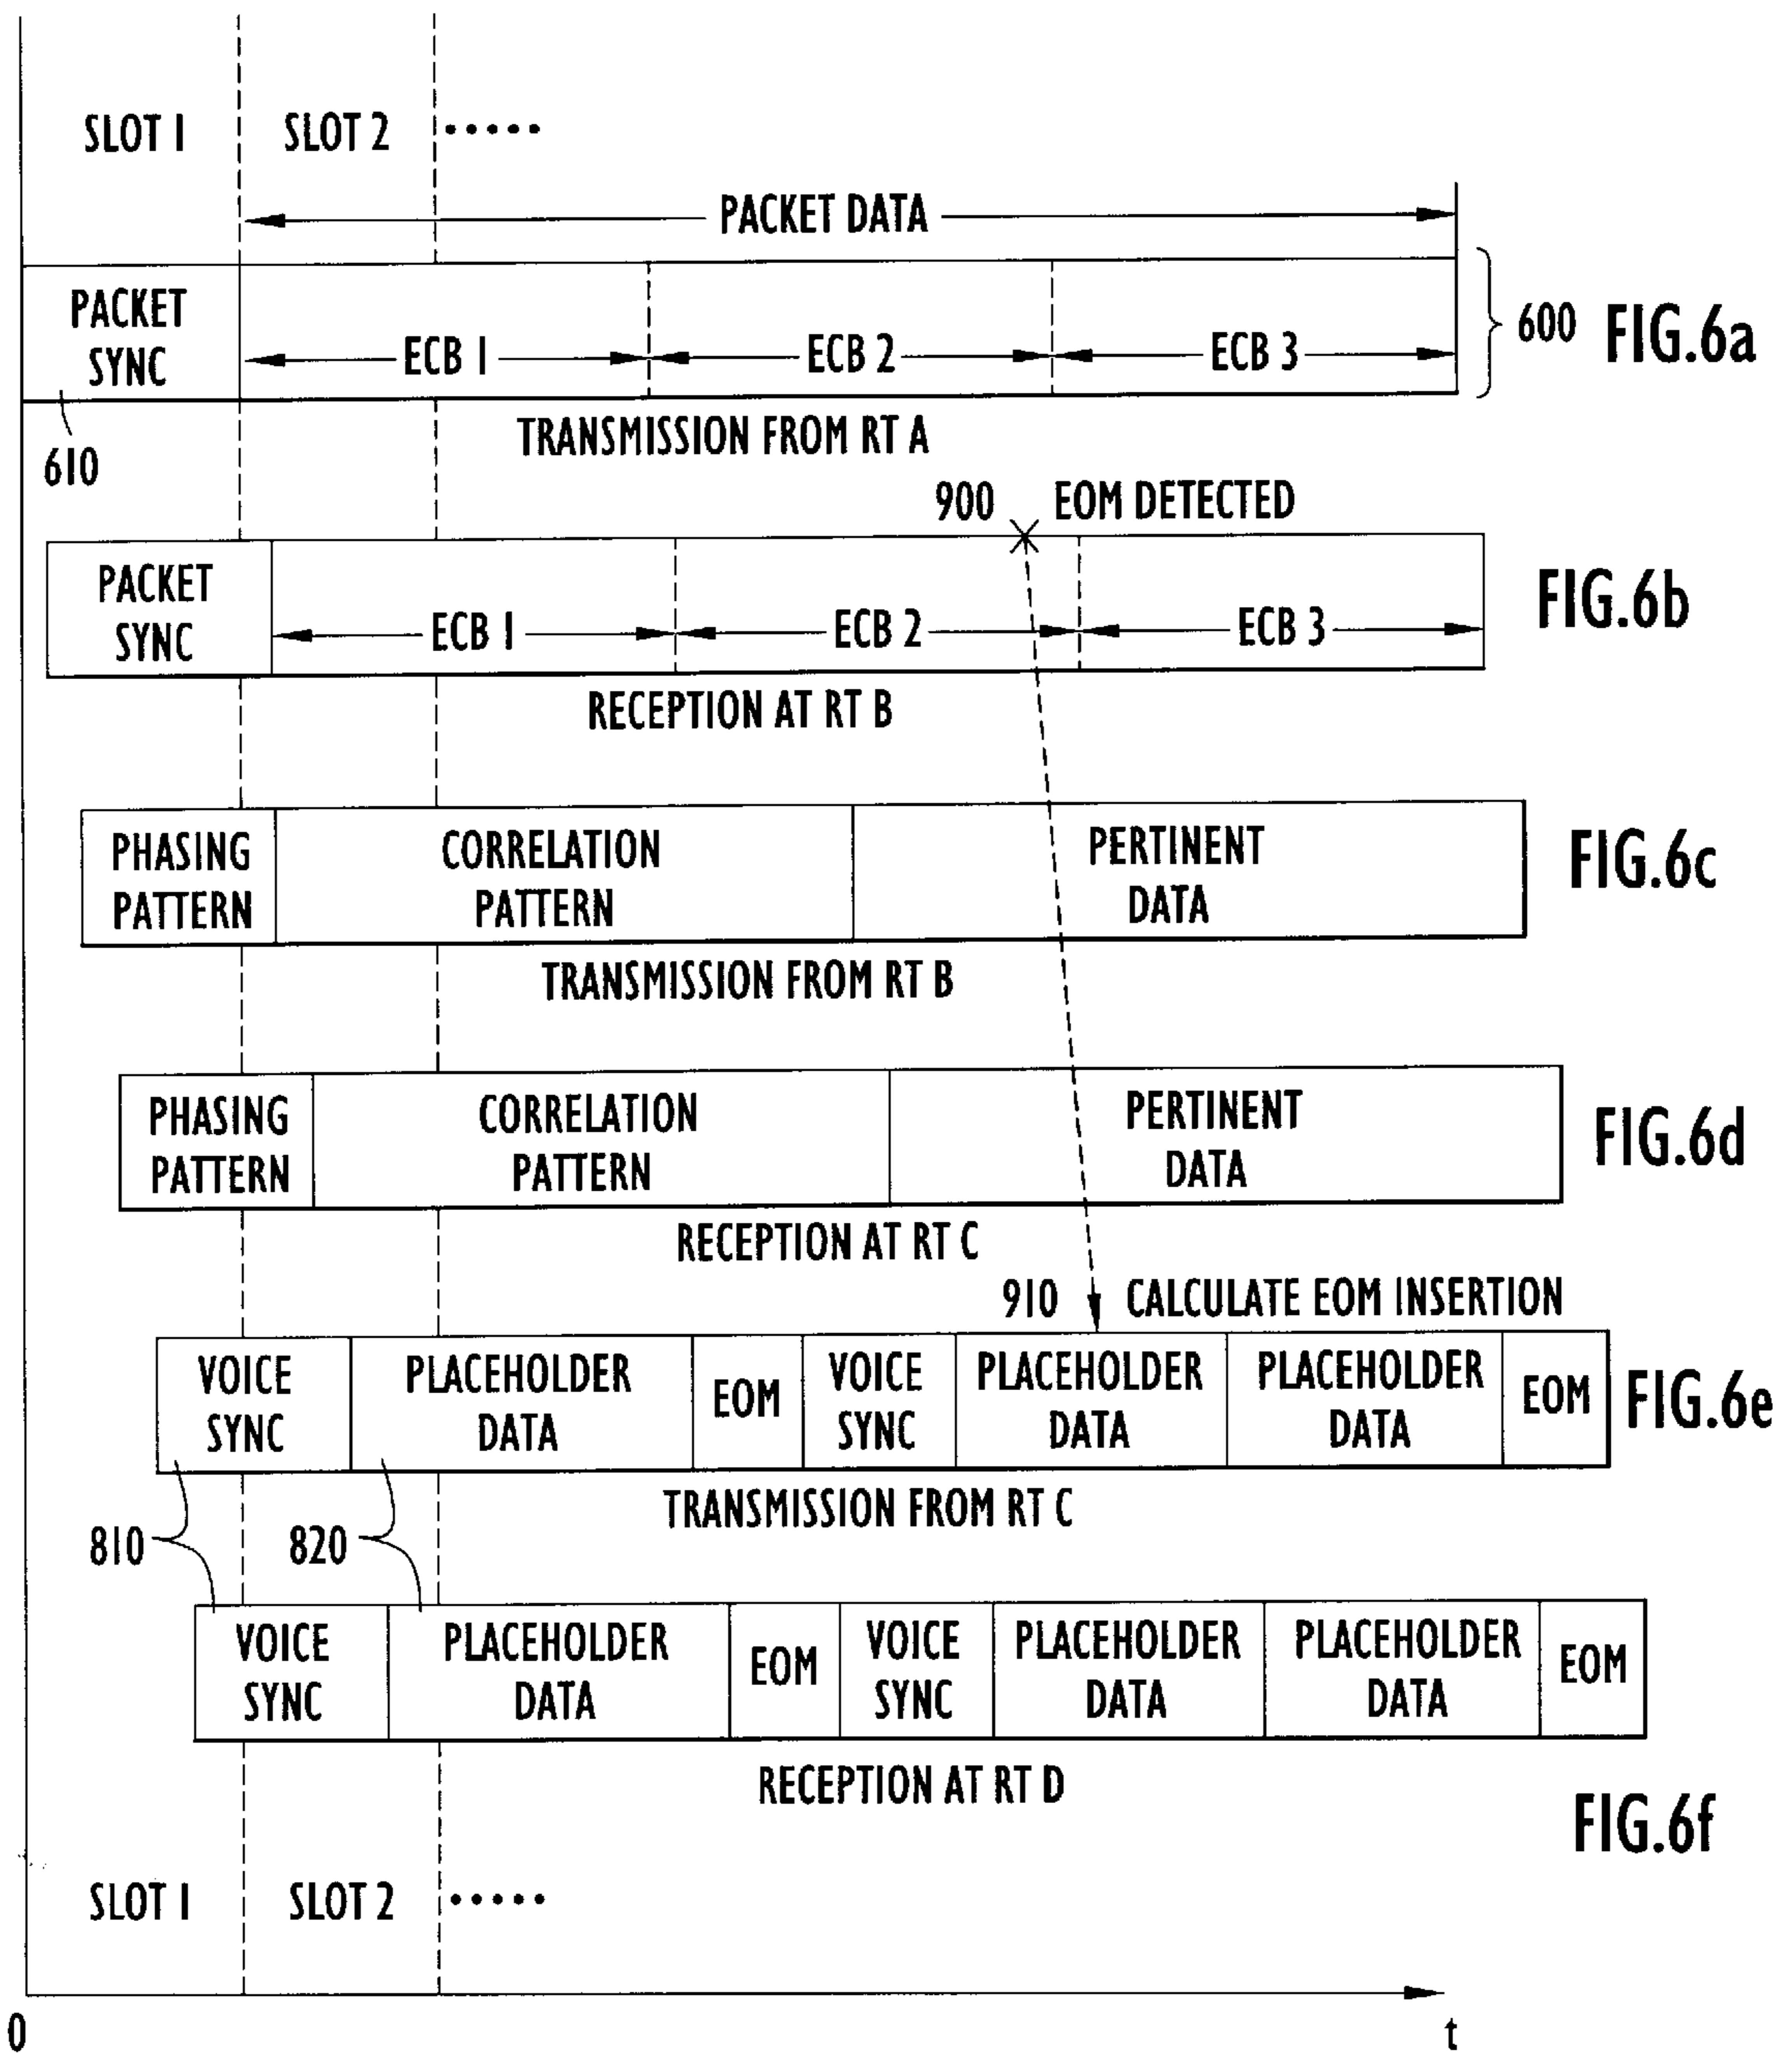 SLOT 1 SLOT 2 .....
PACKET DATA
PACKET
SYNC
ECB 1 ECB 2 ECB 3
600 FIG.6a
TRANSMISSION FROM RT A
610
900 EOM DETECTED
PACKET
SYNC
ECB 1 ECB 2 ECB 3
FIG.6b
RECEPTION AT RT B
PHASING
PATTERN
CORRELATION
PATTERN
PERTINENT
DATA
FIG.6c
TRANSMISSION FROM RT B
PHASING
PATTERN
CORRELATION
PATTERN
PERTINENT
DATA
FIG.6d
RECEPTION AT RT C
910 CALCULATE EOM INSERTION
VOICE
SYNC
PLACEHOLDER
DATA
EOM
VOICE
SYNC
PLACEHOLDER
DATA
PLACEHOLDER
DATA
EOM
FIG.6e
TRANSMISSION FROM RT C
810 820
VOICE
SYNC
PLACEHOLDER
DATA
EOM
VOICE
SYNC
PLACEHOLDER
DATA
PLACEHOLDER
DATA
EOM
RECEPTION AT RT D
FIG.6f
SLOT 1 SLOT 2 .....
0 t